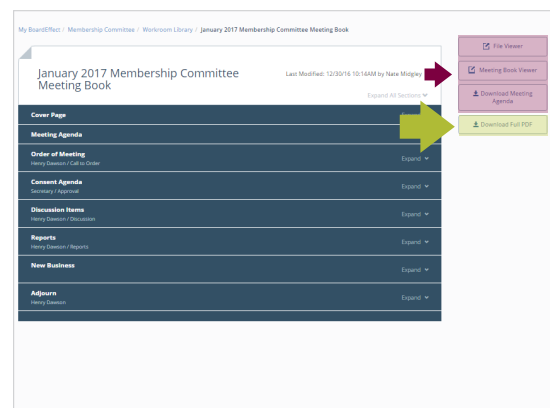 My BoardEffect / Membership Committee / Workroom Library / January 2017 Membership Committee Meeting Book
File Viewer
January 2017 Membership Committee
Meeting Book
Last Modified: 12/30/16 10:14AM by Nate Midgley
Meeting Book Viewer
Expand All Sections
Download Meeting
Agenda
Cover Page
Download Full PDF
Meeting Agenda
Order of Meeting
Henry Dawson / Call to Order
Expand
Consent Agenda
Secretary / Approval
Expand
Discussion Items
Henry Dawson / Discussion
Expand
Reports
Henry Dawson / Reports
Expand
New Business
Expand
Adjourn
Henry Dawson
Expand